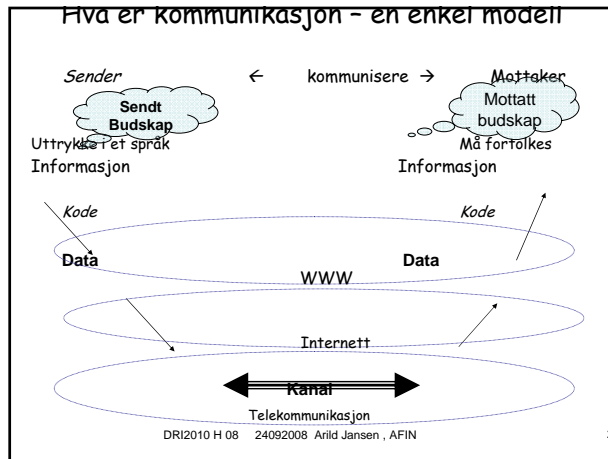 Hva er kommunikasjon – en enkel modell
Sender ← kommunisere → Mottaker
Sendt
Budskap
Mottatt
budskap
Uttrykke i et språk
Må fortolkes
Informasjon
Informasjon
Kode
Kode
Data
Data
WWW
Internett
Kanal
Telekommunikasjon
DRI2010 H 08 24092008 Arild Jansen , AFIN